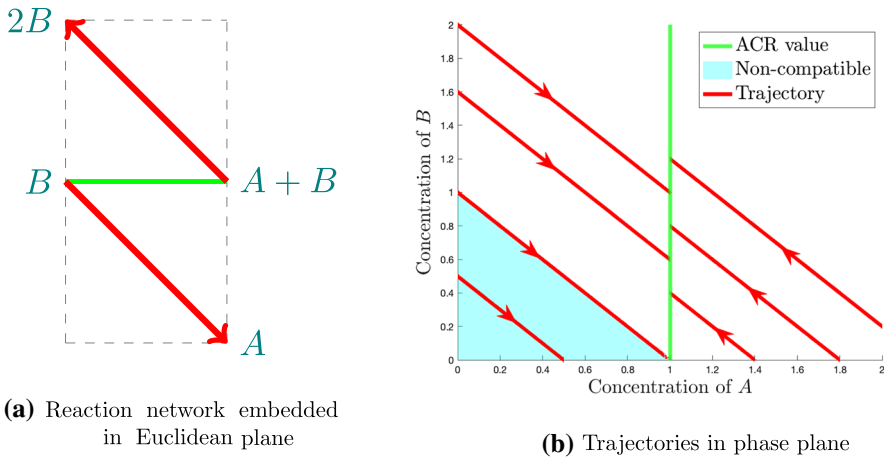 2B
B
A + B
A
(a) Reaction network embedded
in Euclidean plane
Concentration of B
2
1.8
1.6
1.4
1.2
1
0.8
0.6
0.4
0.2
0
0 0.2 0.4 0.6 0.8 1 1.2 1.4 1.6 1.8 2
Concentration of A
ACR value
Non-compatible
Trajectory
(b) Trajectories in phase plane